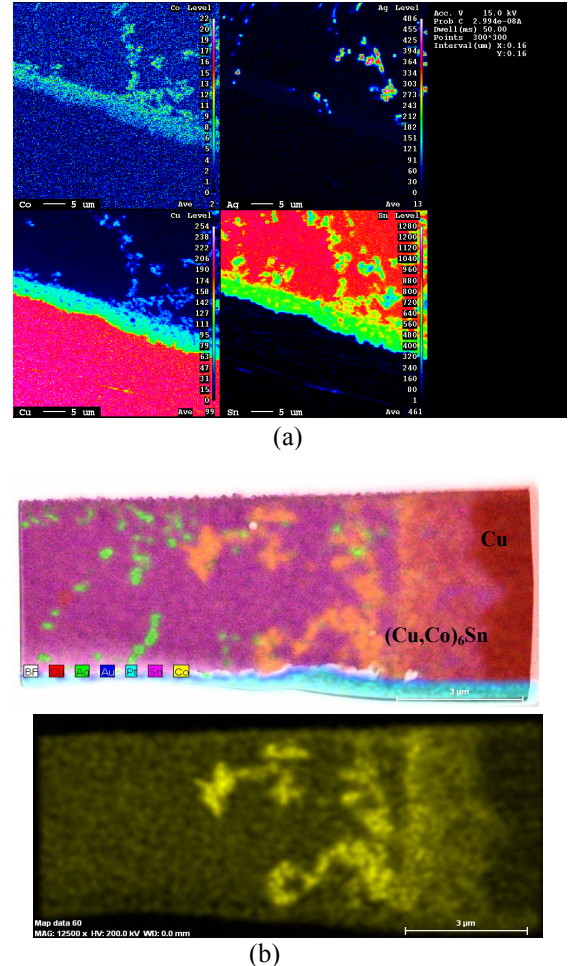 Co Level
22
20
19
17
16
15
13
12
11
9
8
6
5
4
2
1
0
Co 5 um Ave 2
Ag Level
486
455
425
394
364
334
303
273
243
212
182
151
121
91
60
30
0
Ag 5 um Ave 13
Acc. V 15.0 kV
Prob C 2.994e-08A
Dwell(ms) 50.00
Points 300*300
Interval(um) X:0.16
Y:0.16
Cu Level
254
238
222
206
190
174
158
142
127
111
95
79
63
47
31
15
0
Cu 5 um Ave 99
Sn Level
1280
1200
1120
1040
960
880
800
720
640
560
480
400
320
240
160
80
1
Sn 5 um Ave 461
(a)
Cu
(Cu,Co)6Sn
BF Cu Ag Au Pt Sn Co
3 µm
Map data 60
MAG: 12500 x HV: 200.0 kV WD: 0.0 mm
3 µm
(b)